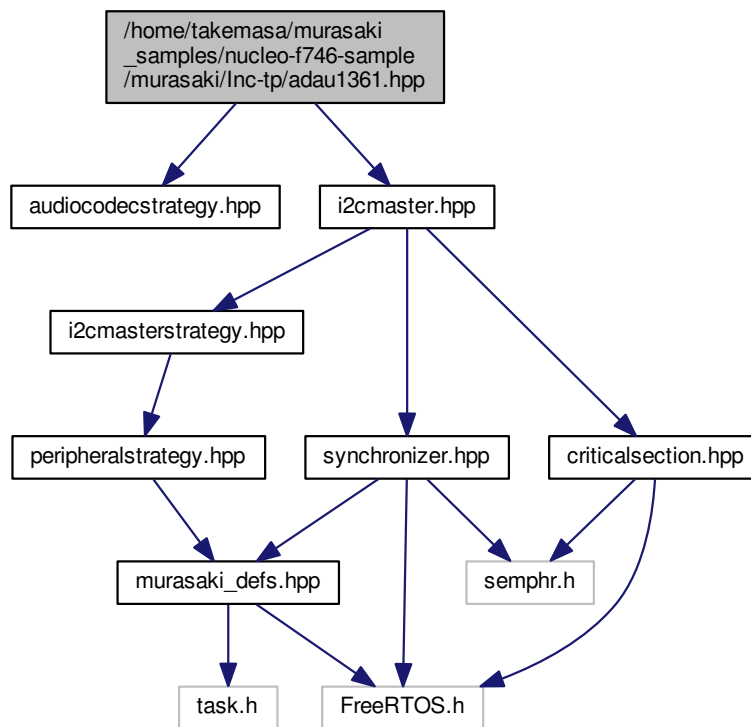 /home/takemasa/murasaki
_samples/nucleo-f746-sample
/murasaki/Inc-tp/adau1361.hpp
audiocodecstrategy.hpp
i2cmaster.hpp
i2cmasterstrategy.hpp
peripheralstrategy.hpp
synchronizer.hpp
criticalsection.hpp
murasaki_defs.hpp
semphr.h
task.h
FreeRTOS.h